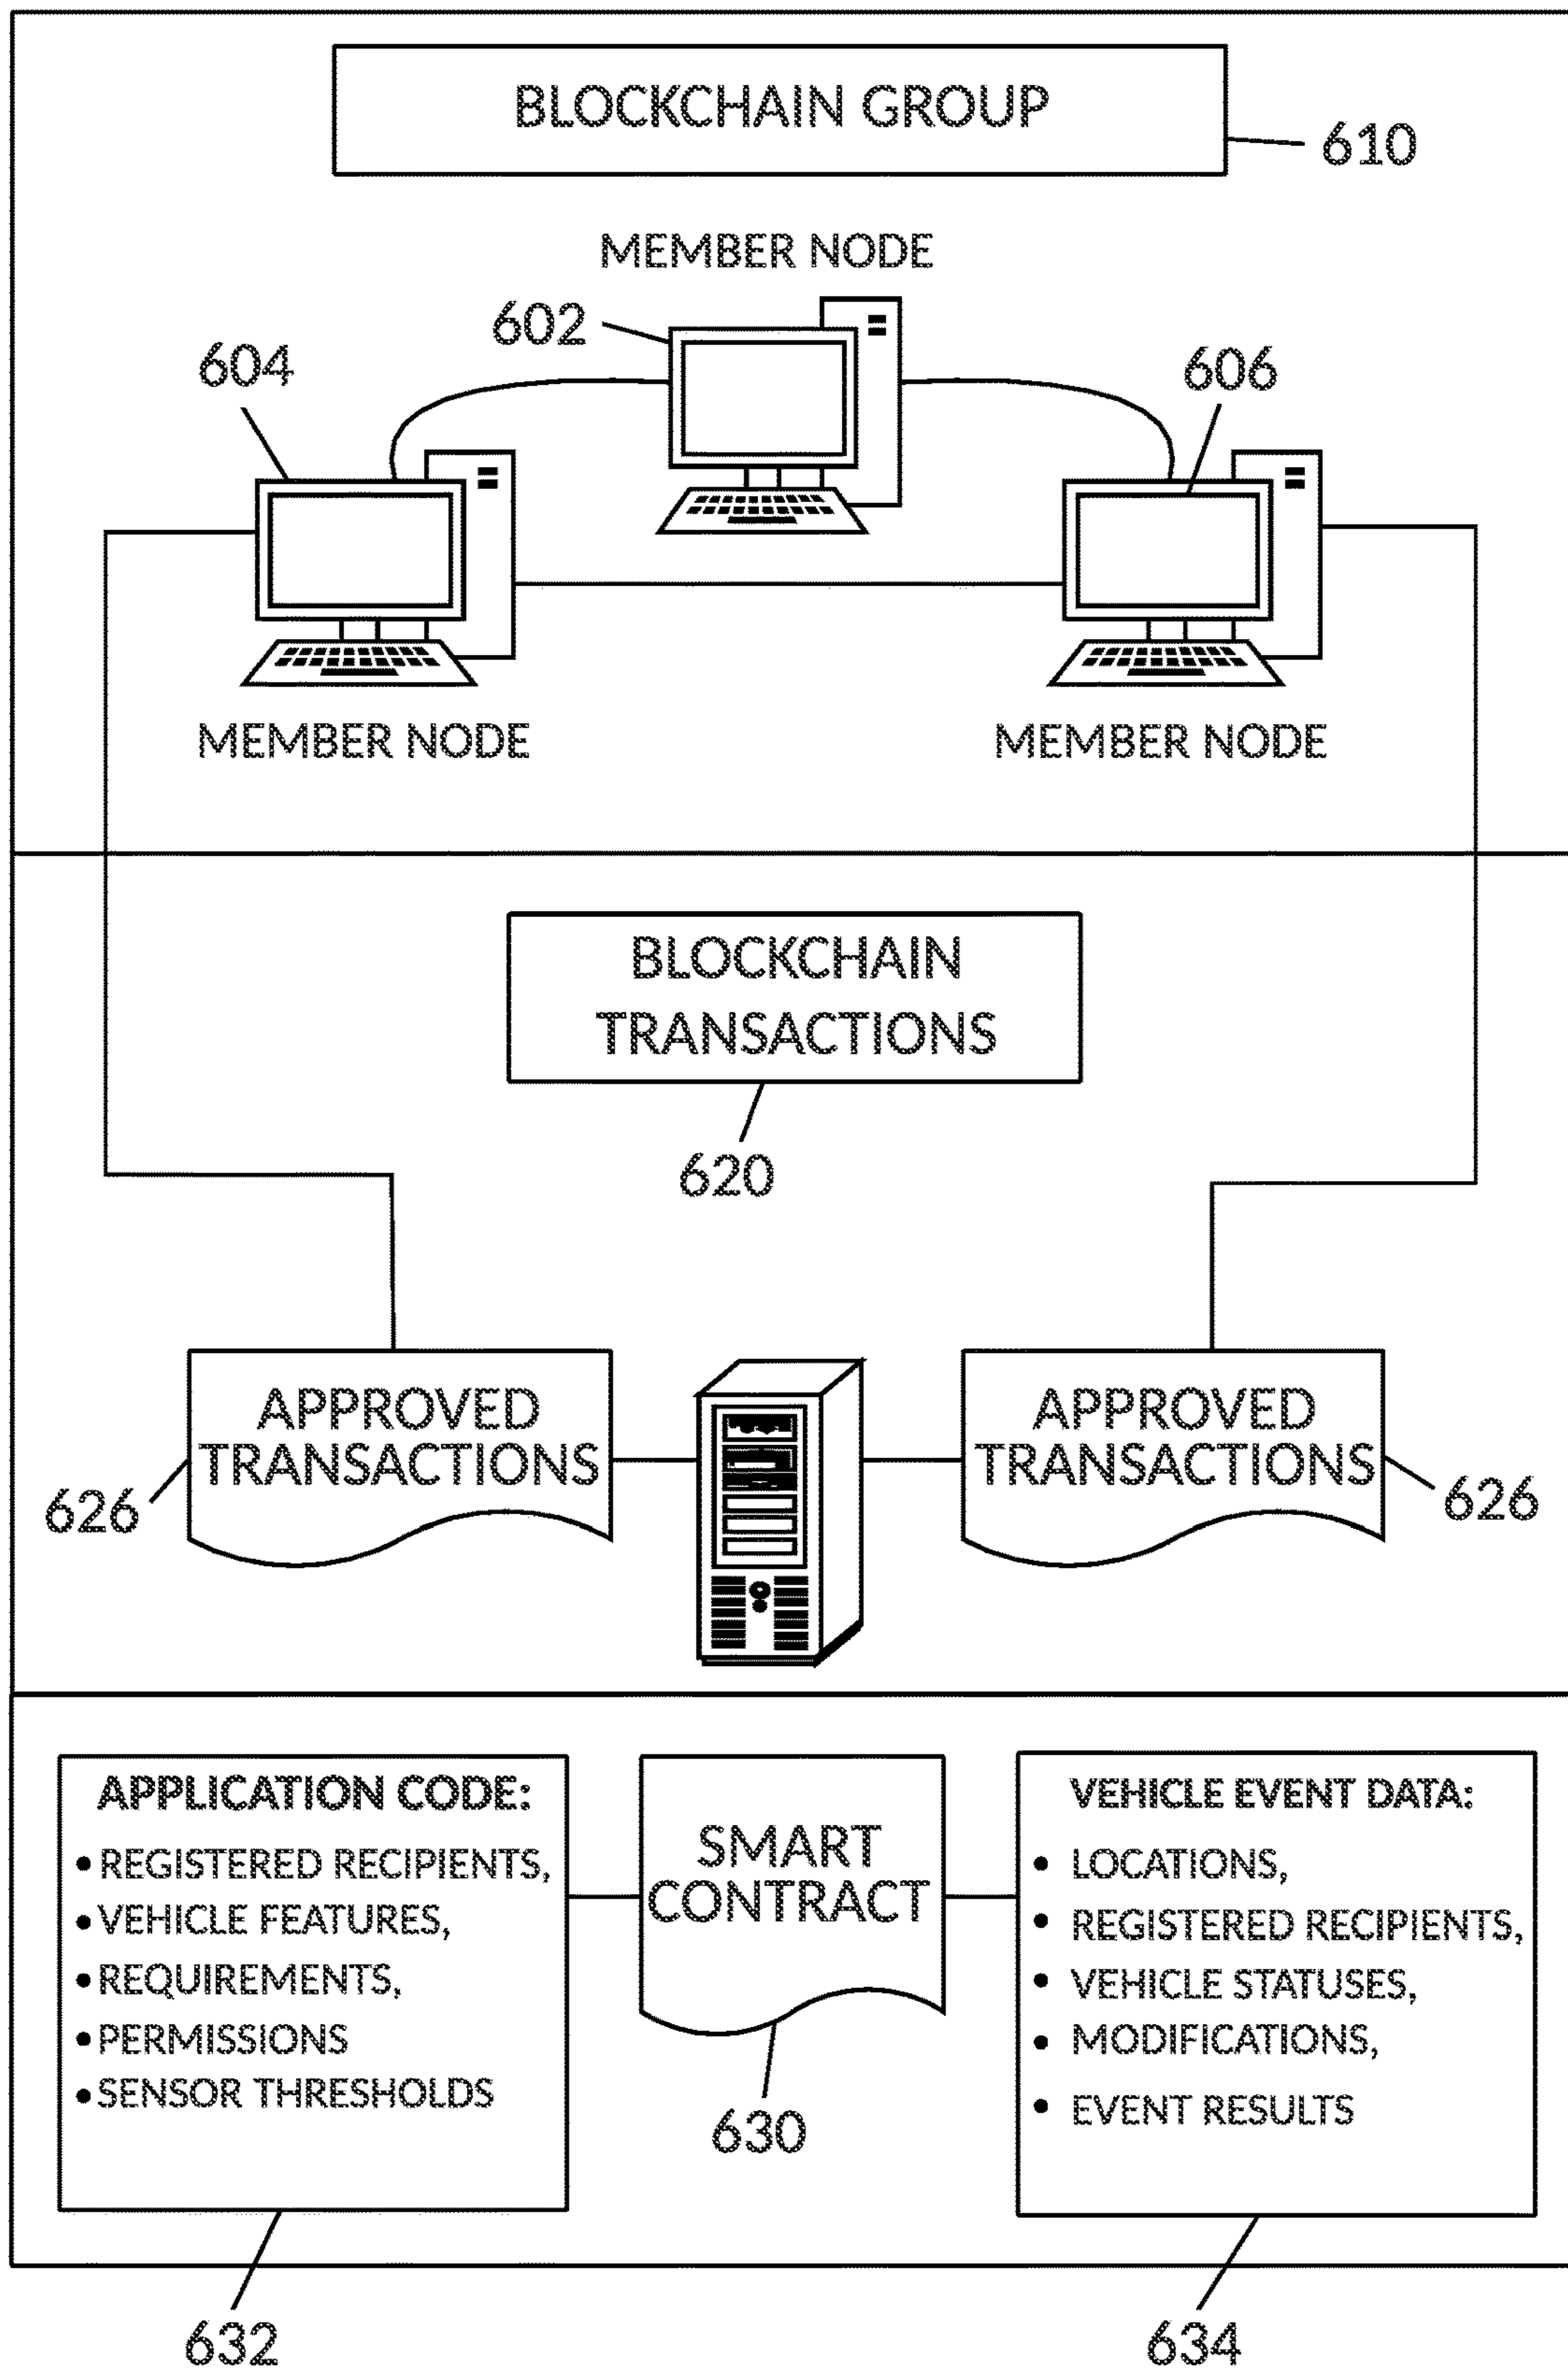 BLOCKCHAIN GROUP
610
MEMBER NODE
602
604
606
MEMBER NODE
MEMBER NODE
BLOCKCHAIN
TRANSACTIONS
620
APPROVED
TRANSACTIONS
626
APPROVED
TRANSACTIONS
626
APPLICATION CODE:
• REGISTERED RECIPIENTS,
• VEHICLE FEATURES,
• REQUIREMENTS,
• PERMISSIONS
• SENSOR THRESHOLDS
632
SMART
CONTRACT
630
VEHICLE EVENT DATA:
• LOCATIONS,
• REGISTERED RECIPIENTS,
• VEHICLE STATUSES,
• MODIFICATIONS,
• EVENT RESULTS
634